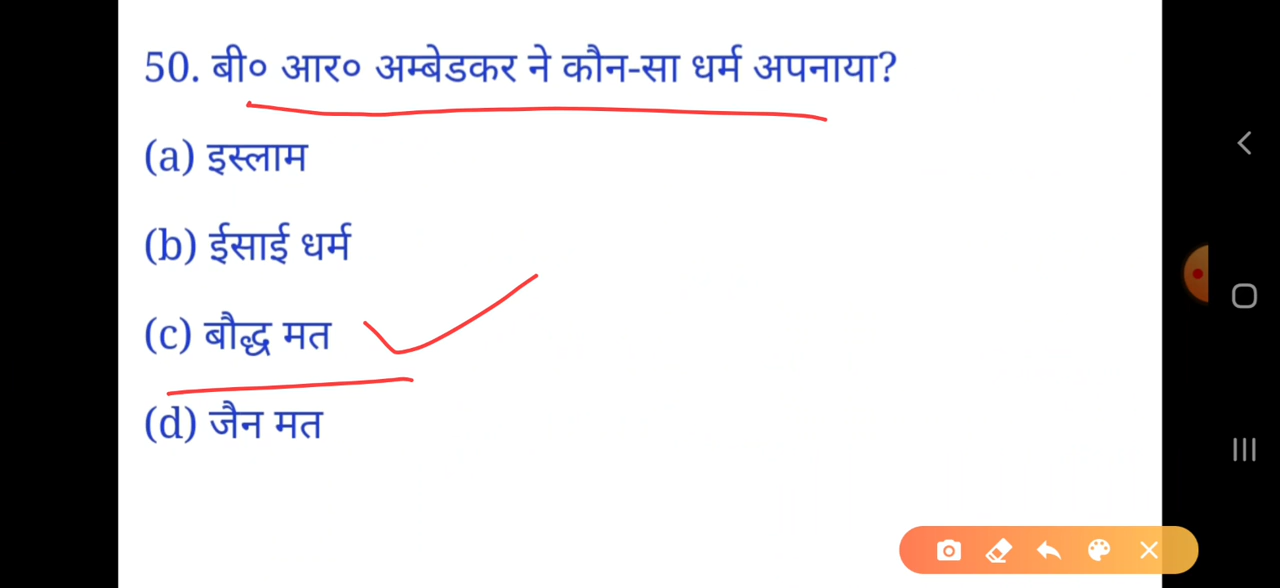 50. बी० आर० अम्बेडकर ने कौन-सा धर्म अपनाया?
(a) इस्लाम
(b) ईसाई धर्म
(c) बौद्ध मत
(d) जैन मत